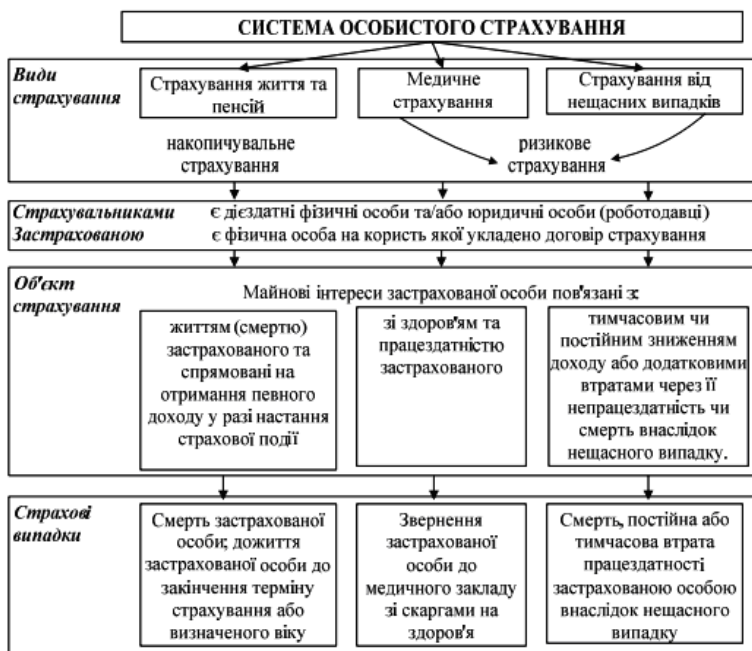 СИСТЕМА ОСОБИСТОГО СТРАХУВАННЯ
Види
страхування
Страхування життя та
пенсій
Медичне
страхування
Страхування від
нещасних випадків
накопичувальне
страхування
ризикове
страхування
Страхувальниками є дієздатні фізичні особи та/або юридичні особи (роботодавці)
Застрахованою є фізична особа на користь якої укладено договір страхування
Об'єкт
страхування
Майнові інтереси застрахованої особи пов'язані з:
життям (смертю)
застрахованого та
спрямовані на
отримання певного
доходу у разі настання
страхової події
зі здоров'ям та
працездатністю
застрахованого
тимчасовим чи
постійним зниженням
доходу або додатковими
втратами через її
непрацездатність чи
смерть внаслідок
нещасного випадку.
Страхові
випадки
Смерть застрахованої
особи; дожиття
застрахованої особи до
закінчення терміну
страхування або
визначеного віку
Звернення
застрахованої
особи до
медичного закладу
зі скаргами на
здоров'я
Смерть, постійна або
тимчасова втрата
працездатності
застрахованою особою
внаслідок нещасного
випадку